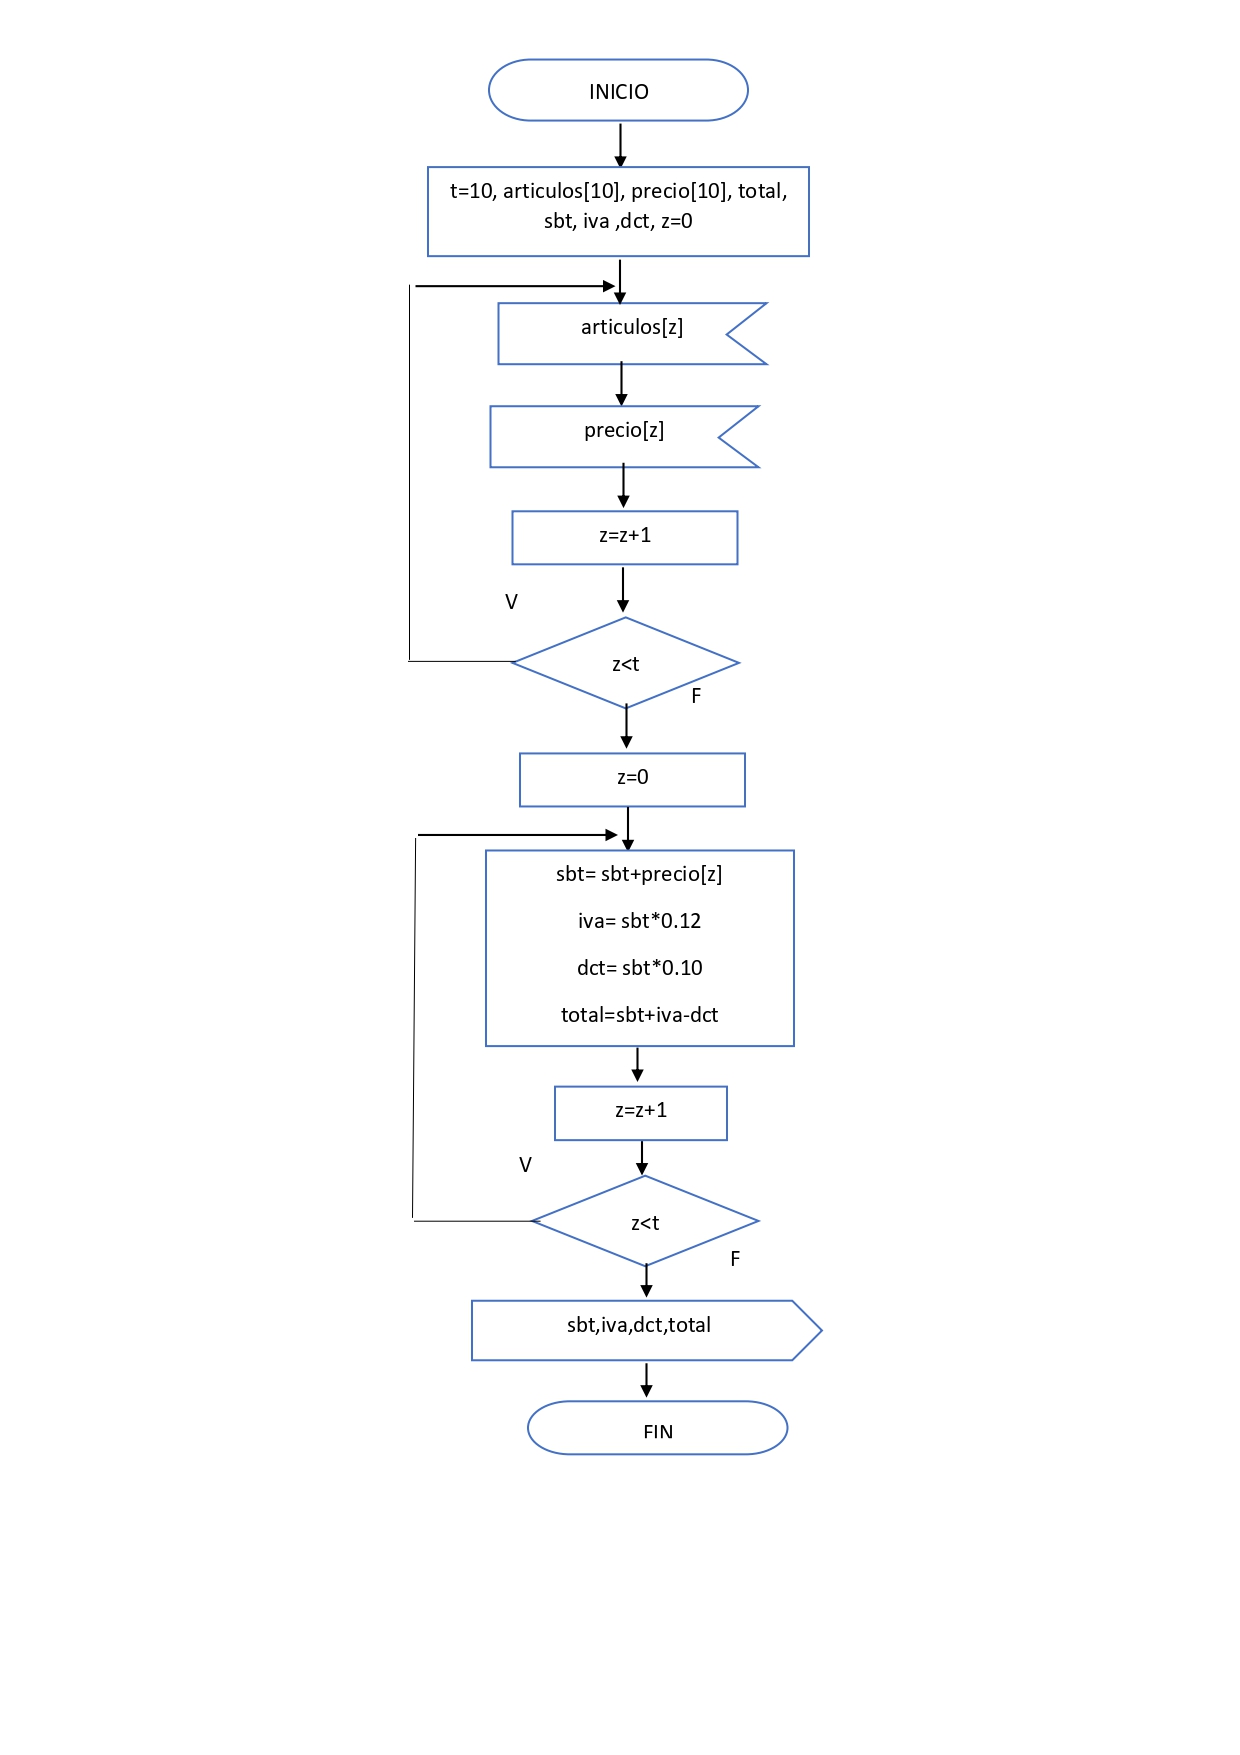 INICIO
t=10, articulos[10], precio[10], total,
sbt, iva ,dct, z=0
articulos[z]
precio[z]
z=z+1
V
z<t
F
z=0
sbt= sbt+precio[z]
iva= sbt*0.12
dct= sbt*0.10
total=sbt+iva-dct
z=z+1
V
z<t
F
sbt,iva,dct,total
FIN